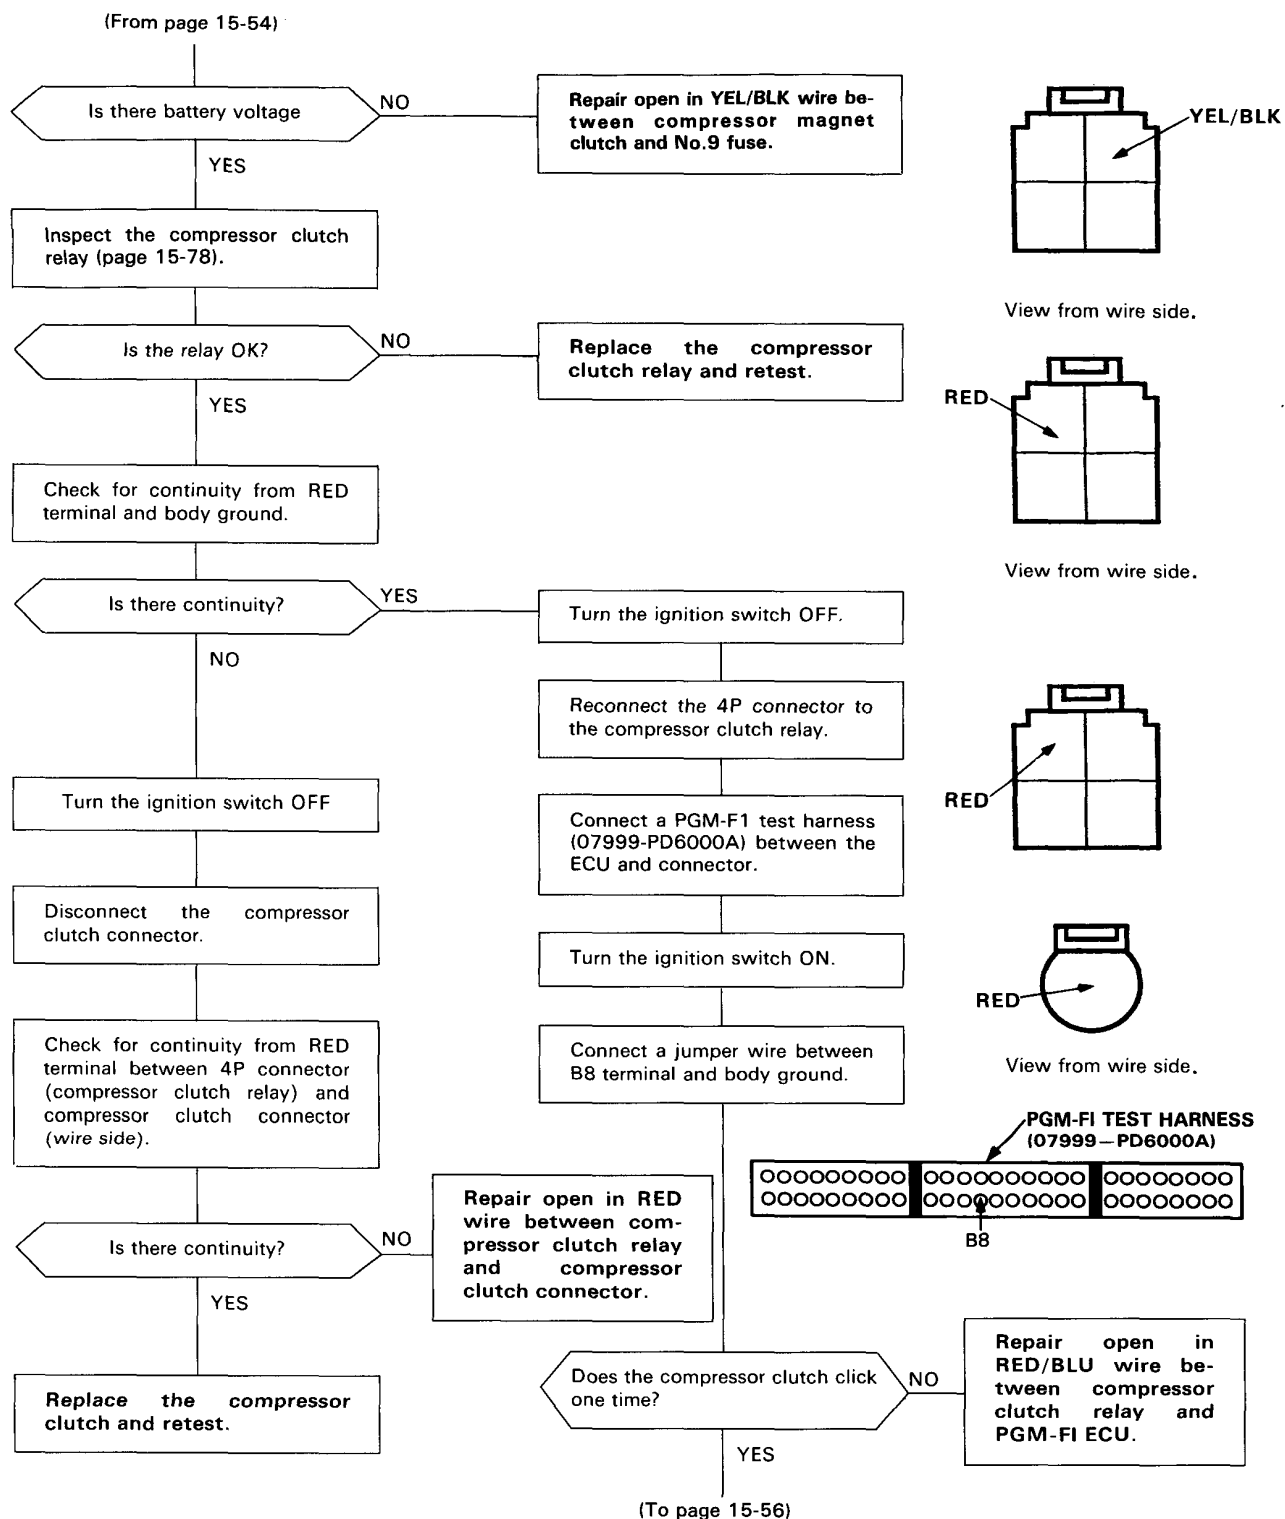 (From page 15-54)
Is there battery voltage
NO
Repair open in YEL/BLK wire be-
tween compressor magnet
clutch and No.9 fuse.
YES
YEL/BLK
View from wire side.
Inspect the compressor clutch
relay (page 15-78).
Is the relay OK?
NO
Replace the compressor
clutch relay and retest.
YES
RED
View from wire side.
Check for continuity from RED
terminal and body ground.
Is there continuity?
YES
NO
Turn the ignition switch OFF.
Reconnect the 4P connector to
the compressor clutch relay.
RED
Connect a PGM-F1 test harness
(07999-PD6000A) between the
ECU and connector.
Turn the ignition switch ON.
RED
View from wire side.
Connect a jumper wire between
B8 terminal and body ground.
PGM-FI TEST HARNESS
(07999—PD6000A)
B8
Turn the ignition switch OFF
Disconnect the compressor
clutch connector.
Check for continuity from RED
terminal between 4P connector
(compressor clutch relay) and
compressor clutch connector
(wire side).
Is there continuity?
NO
Repair open in RED
wire between com-
pressor clutch relay
and compressor
clutch connector.
YES
Replace the compressor
clutch and retest.
Does the compressor clutch click
one time?
NO
Repair open in
RED/BLU wire be-
tween compressor
clutch relay and
PGM-FI ECU.
YES
(To page 15-56)